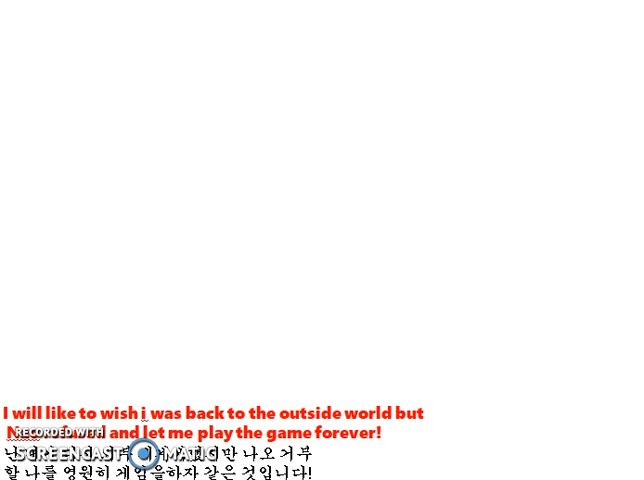 I will like to wish i was back to the outside world but
and let me play the game forever!
RECORDED WITH
SCREENCAST MATIC
나오 거부
할 나를 영원히 게임을하자 같은 것입니다!